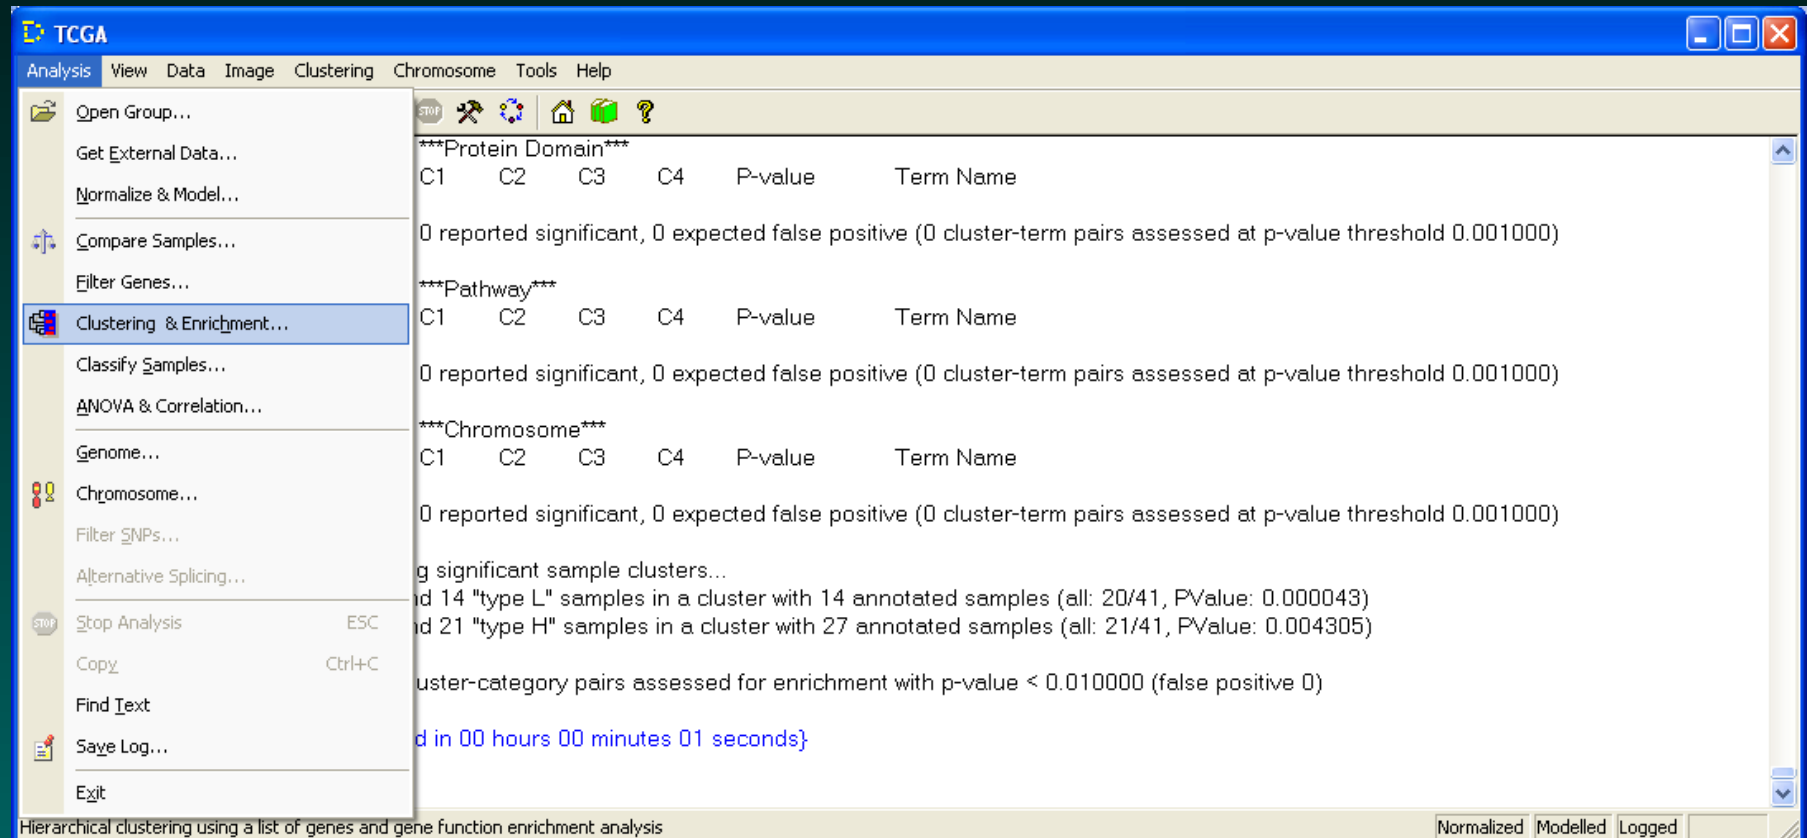 TCGA
Analysis View Data Image Clustering Chromosome Tools Help
Open Group...
Get External Data...
Normalize & Model...
Compare Samples...
Filter Genes...
Clustering & Enrichment...
Classify Samples...
ANOVA & Correlation...
Genome...
Chromosome...
Filter SNPs...
Alternative Splicing...
STOP Stop Analysis ESC
Copy Ctrl+C
Find Text
Save Log...
Exit
STOP
***Protein Domain***
C1 C2 C3 C4 P-value Term Name
0 reported significant, 0 expected false positive (0 cluster-term pairs assessed at p-value threshold 0.001000)
***Pathway***
C1 C2 C3 C4 P-value Term Name
0 reported significant, 0 expected false positive (0 cluster-term pairs assessed at p-value threshold 0.001000)
***Chromosome***
C1 C2 C3 C4 P-value Term Name
0 reported significant, 0 expected false positive (0 cluster-term pairs assessed at p-value threshold 0.001000)
g significant sample clusters...
nd 14 "type L" samples in a cluster with 14 annotated samples (all: 20/41, PValue: 0.000043)
nd 21 "type H" samples in a cluster with 27 annotated samples (all: 21/41, PValue: 0.004305)
uster-category pairs assessed for enrichment with p-value < 0.010000 (false positive 0)
d in 00 hours 00 minutes 01 seconds}
Hierarchical clustering using a list of genes and gene function enrichment analysis
Normalized Modelled Logged